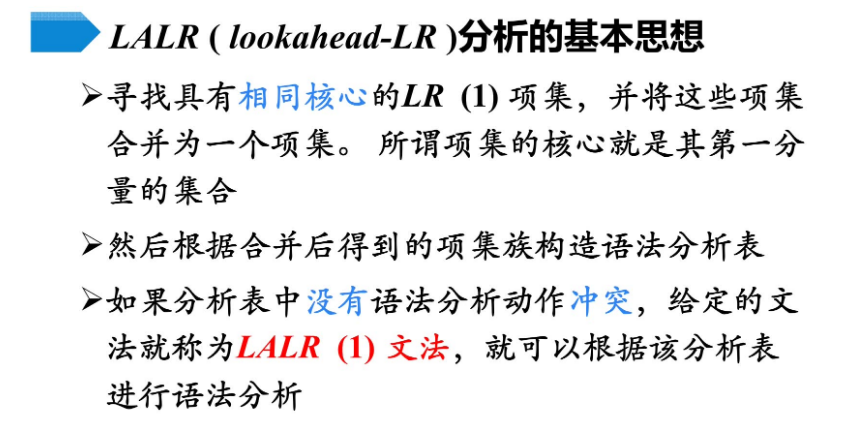 LALR ( lookahead-LR )分析的基本思想
➢寻找具有相同核心的LR (1) 项集，并将这些项集
合并为一个项集。 所谓项集的核心就是其第一分
量的集合
➢然后根据合并后得到的项集族构造语法分析表
➢如果分析表中没有语法分析动作冲突，给定的文
法就称为LALR (1) 文法，就可以根据该分析表
进行语法分析